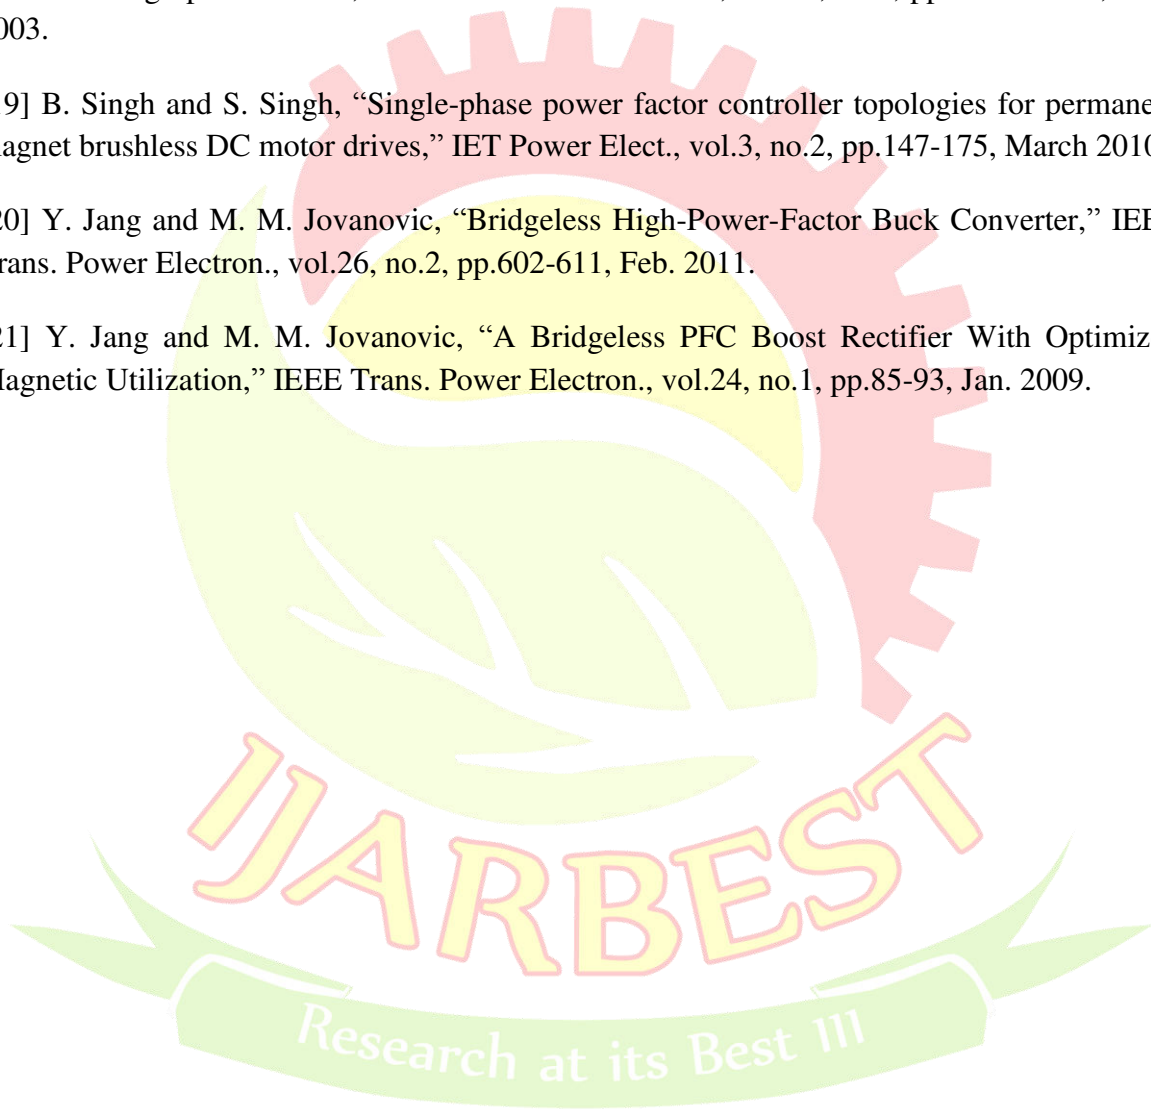 003.
9] B. Singh and S. Singh, “Single-phase power factor controller topologies for permane
agnet brushless DC motor drives,” IET Power Elect., vol.3, no.2, pp.147-175, March 2010
20] Y. Jang and M. M. Jovanovic, “Bridgeless High-Power-Factor Buck Converter,” IEE
rans. Power Electron., vol.26, no.2, pp.602-611, Feb. 2011.
21] Y. Jang and M. M. Jovanovic, “A Bridgeless PFC Boost Rectifier With Optimiz
Magnetic Utilization,” IEEE Trans. Power Electron., vol.24, no.1, pp.85-93, Jan. 2009.
IJARBEST
Research at its Best !!!